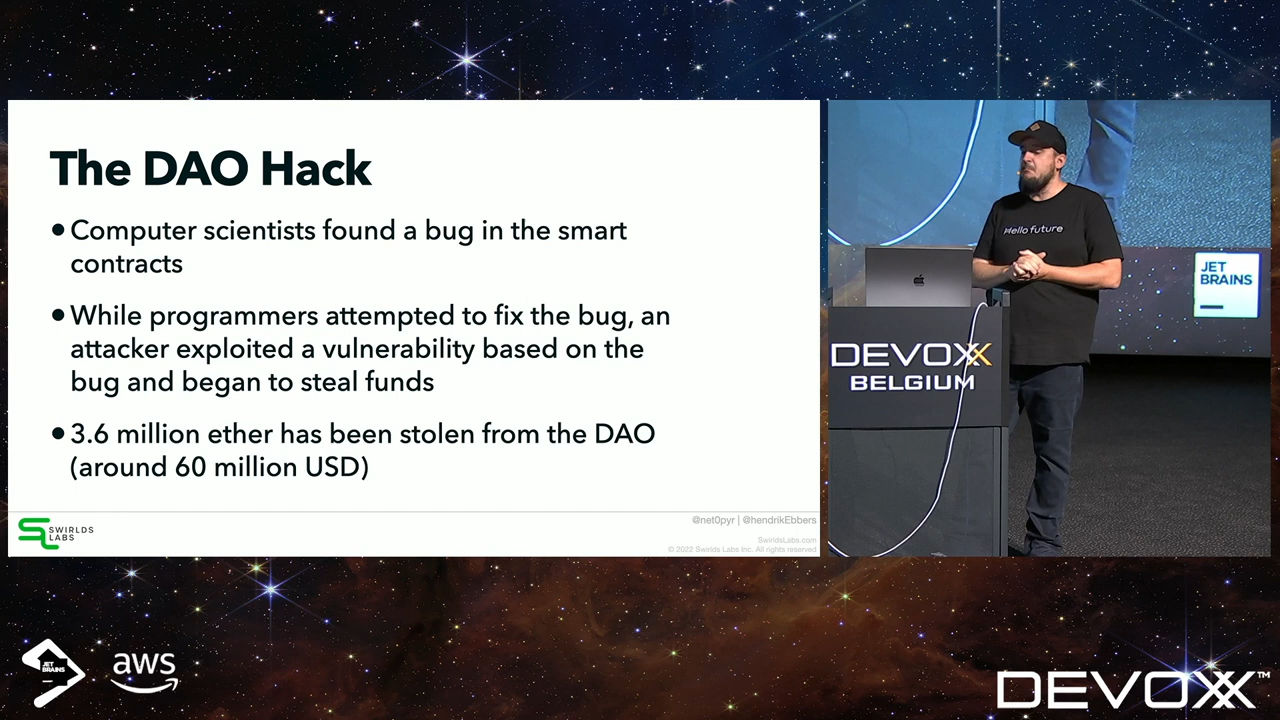 The DAO Hack
•Computer scientists found a bug in the smart
contracts
•While programmers attempted to fix the bug, an
attacker exploited a vulnerability based on the
bug and began to steal funds
•3.6 million ether has been stolen from the DAO
(around 60 million USD)
SWIRLDS
LABS
@net0pyr | @hendrikEbbers
SwirldsLabs.com
© 2022 Swirlds Labs Inc. All rights reserved
Hello future
JET
BRAINS
DEVOXX
BELGIUM
JET
BRAINS
aws
DEVOXX™